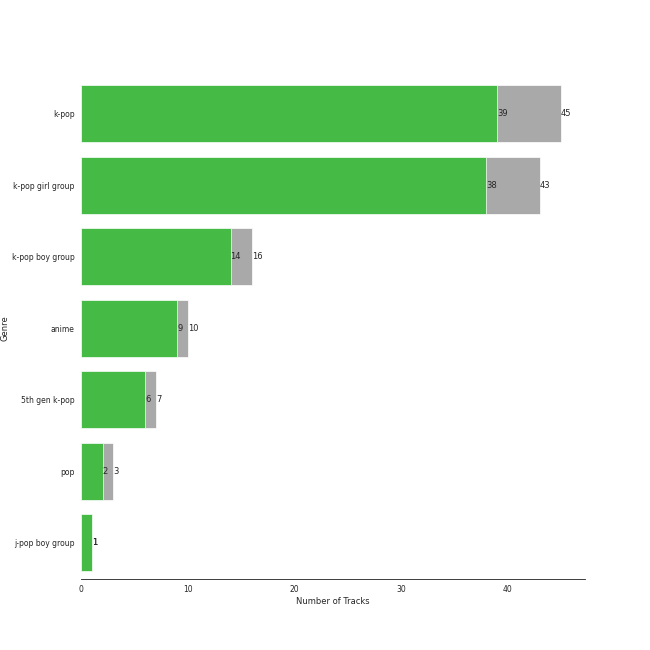 k-pop 39 45
k-pop girl group 38 43
k-pop boy group 14 16
anime 9 10
5th gen k-pop 6 7
pop 2 3
j-pop boy group 1
Genre
0 10 20 30 40
Number of Tracks